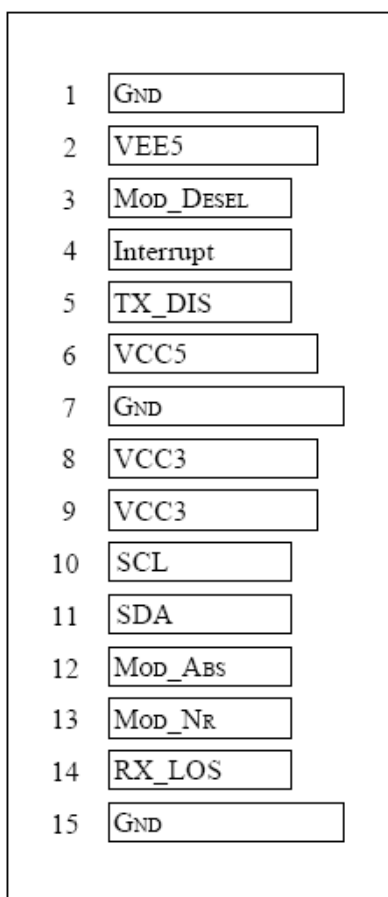 1 GND
2 VEE5
3 MOD_DESEL
4 Interrupt
5 TX_DIS
6 VCC5
7 GND
8 VCC3
9 VCC3
10 SCL
11 SDA
12 MOD_ABS
13 MOD_NR
14 RX_LOS
15 GND